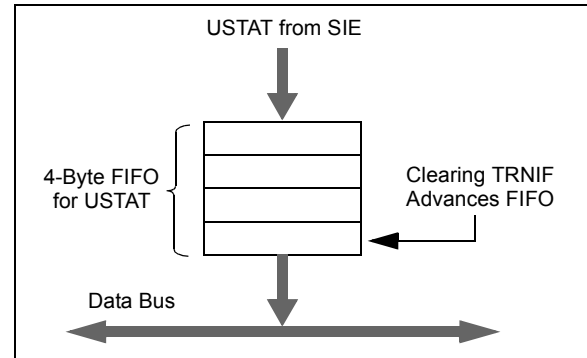 USTAT from SIE
4-Byte FIFO
for USTAT
Clearing TRNIF
Advances FIFO
Data Bus